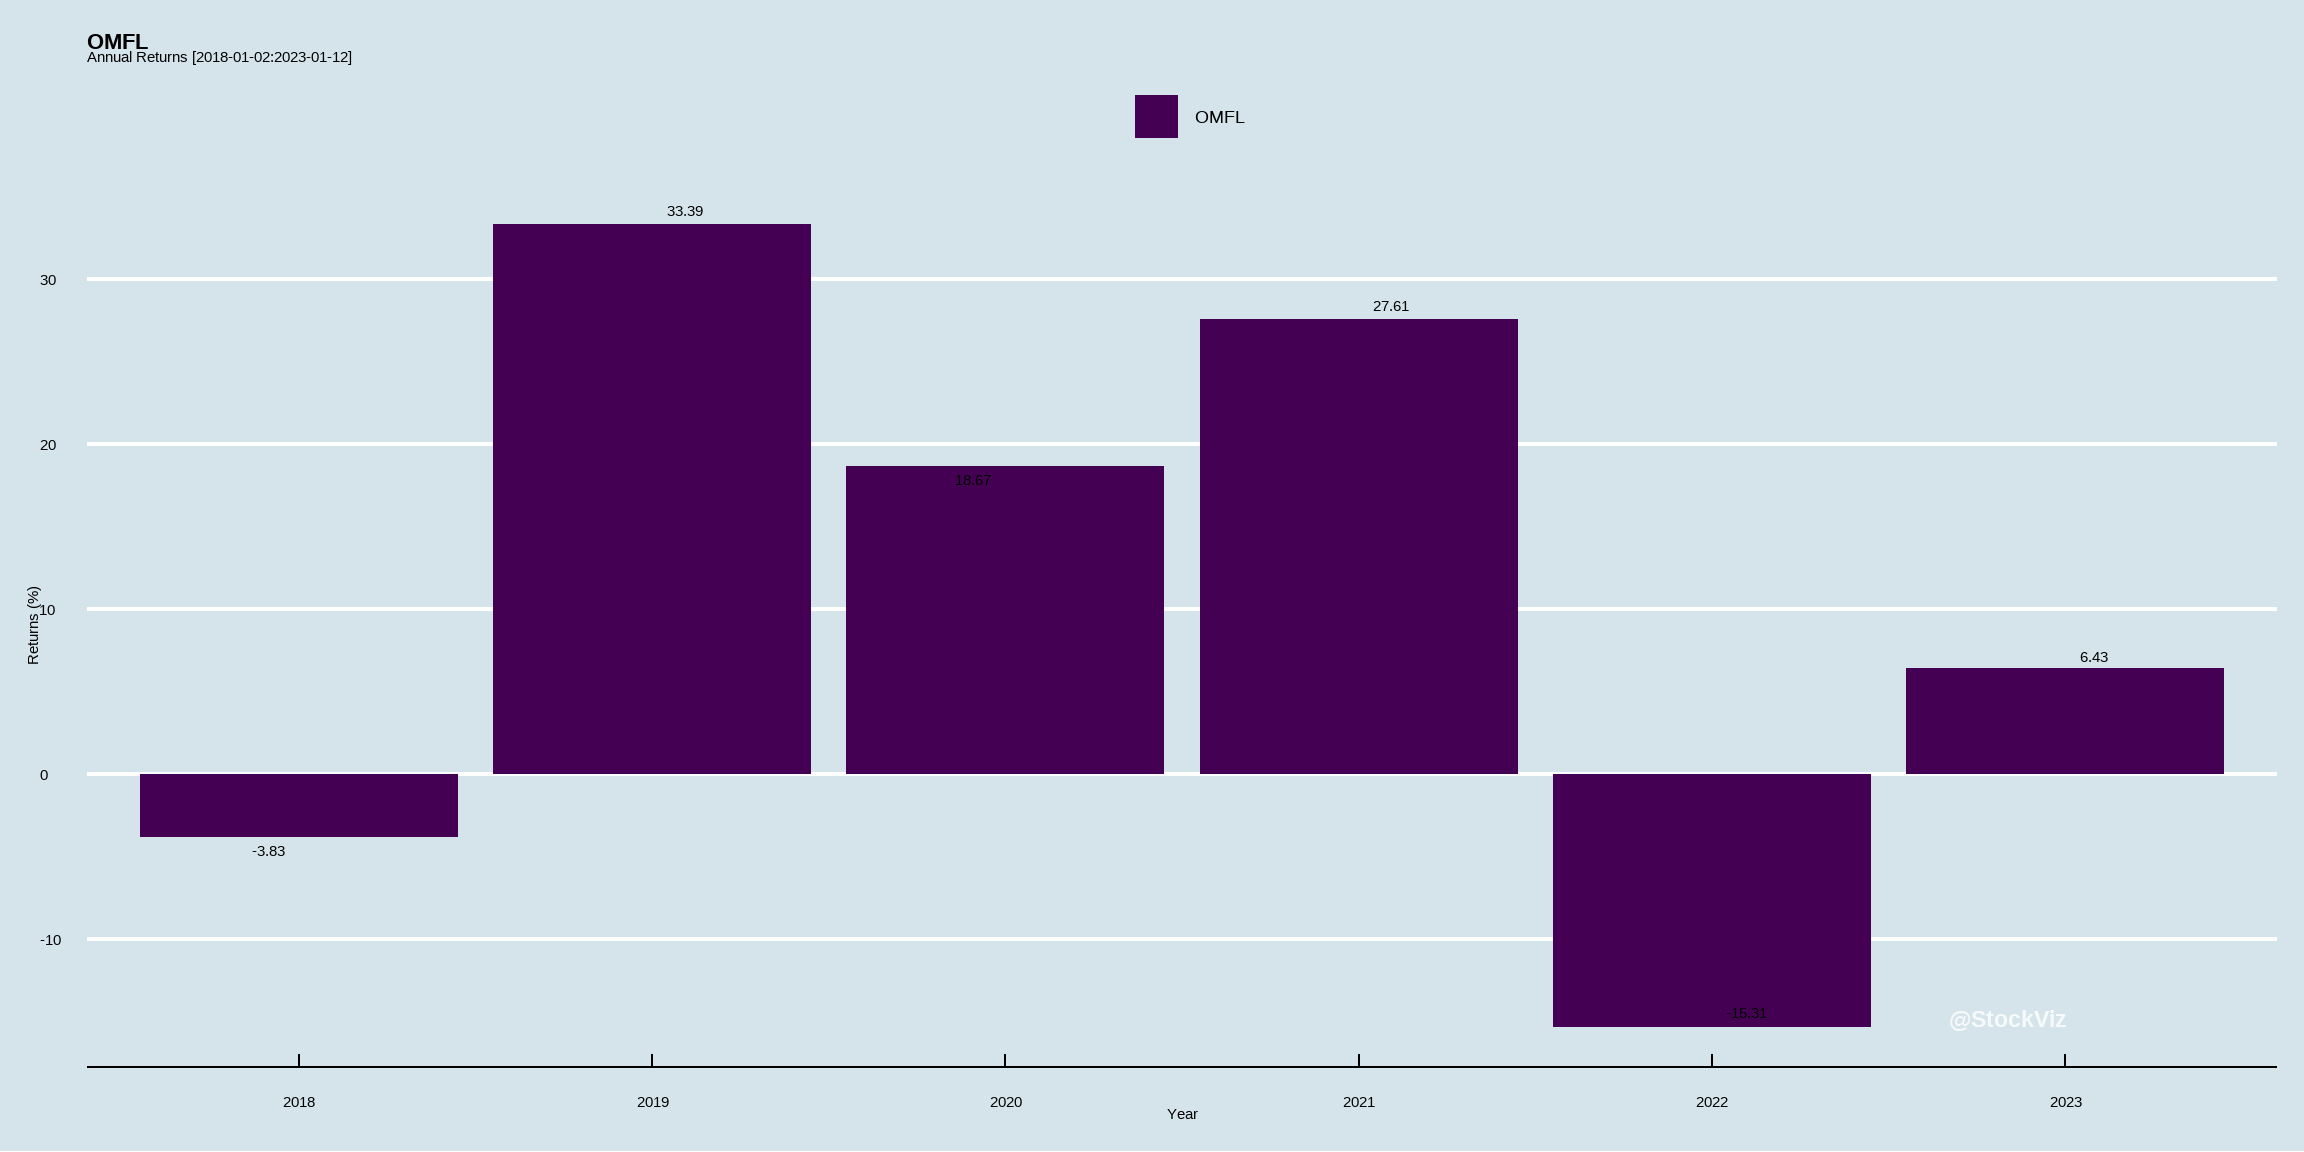 OMFL
Annual Returns [2018-01-02:2023-01-12]
OMFL
33.39
30
27.61
20
18.67
Returns (%)
10
6.43
0
-3.83
-10
-15.31
@StockViz
2018
2019
2020
2021
2022
2023
Year